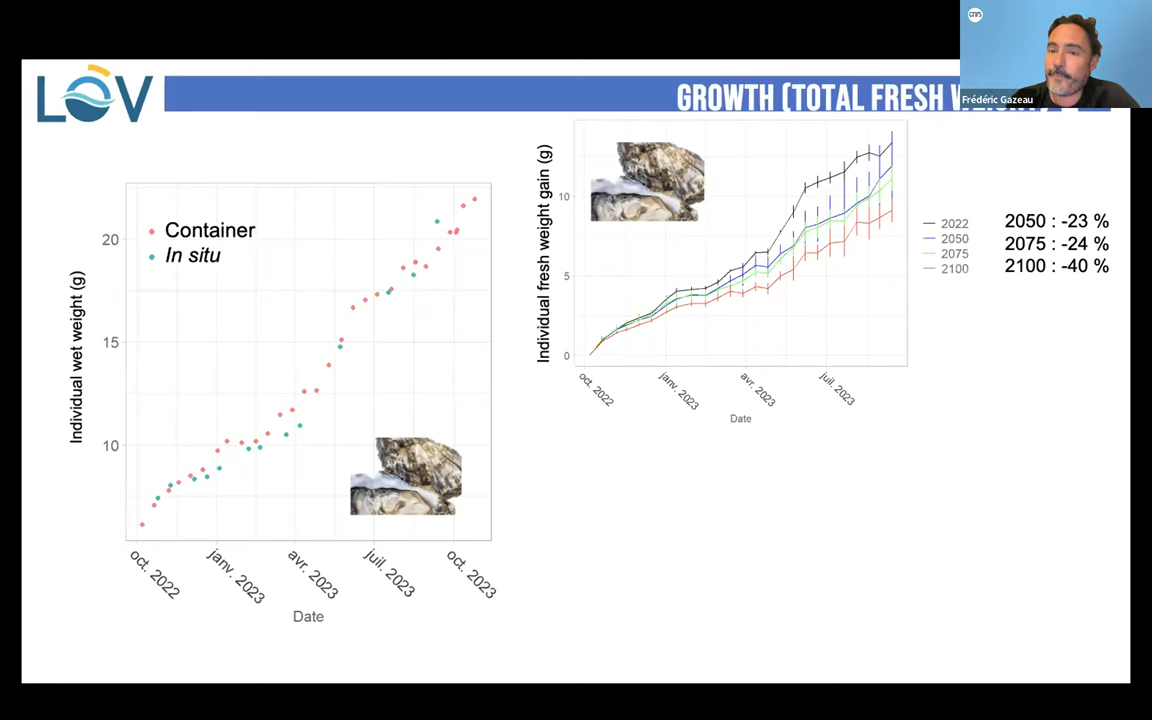 cnrs
Frédéric Gazeau
LOV
GROWTH (TOTAL FRESH
Individual wet weight (g)
20
15
10
Container
In situ
oct. 2022
janv. 2023
avr. 2023
juil. 2023
oct. 2023
Date
Individual fresh weight gain (g)
10
5
0
oct. 2022
janv. 2023
avr. 2023
juil. 2023
Date
2022
2050
2075
2100
2050 : -23 %
2075 : -24 %
2100 : -40 %